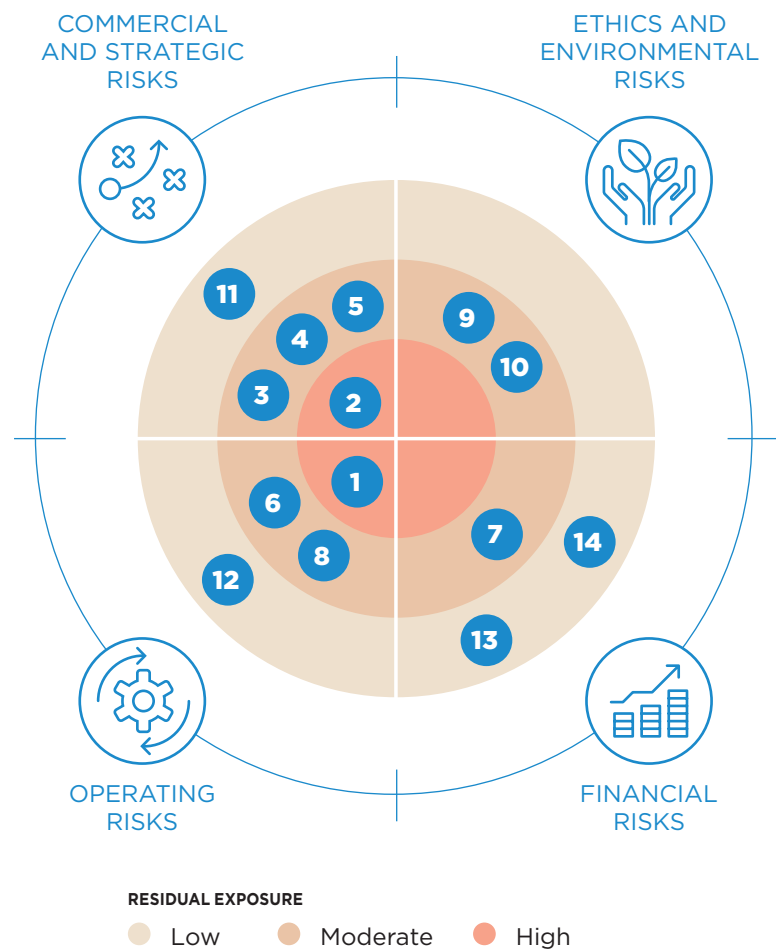 COMMERCIAL
AND STRATEGIC
RISKS
ETHICS AND
ENVIRONMENTAL
RISKS
11
5
4
3
2
9
10
1
6
8
12
7
14
13
OPERATING
RISKS
FINANCIAL
RISKS
RESIDUAL EXPOSURE
Low Moderate High